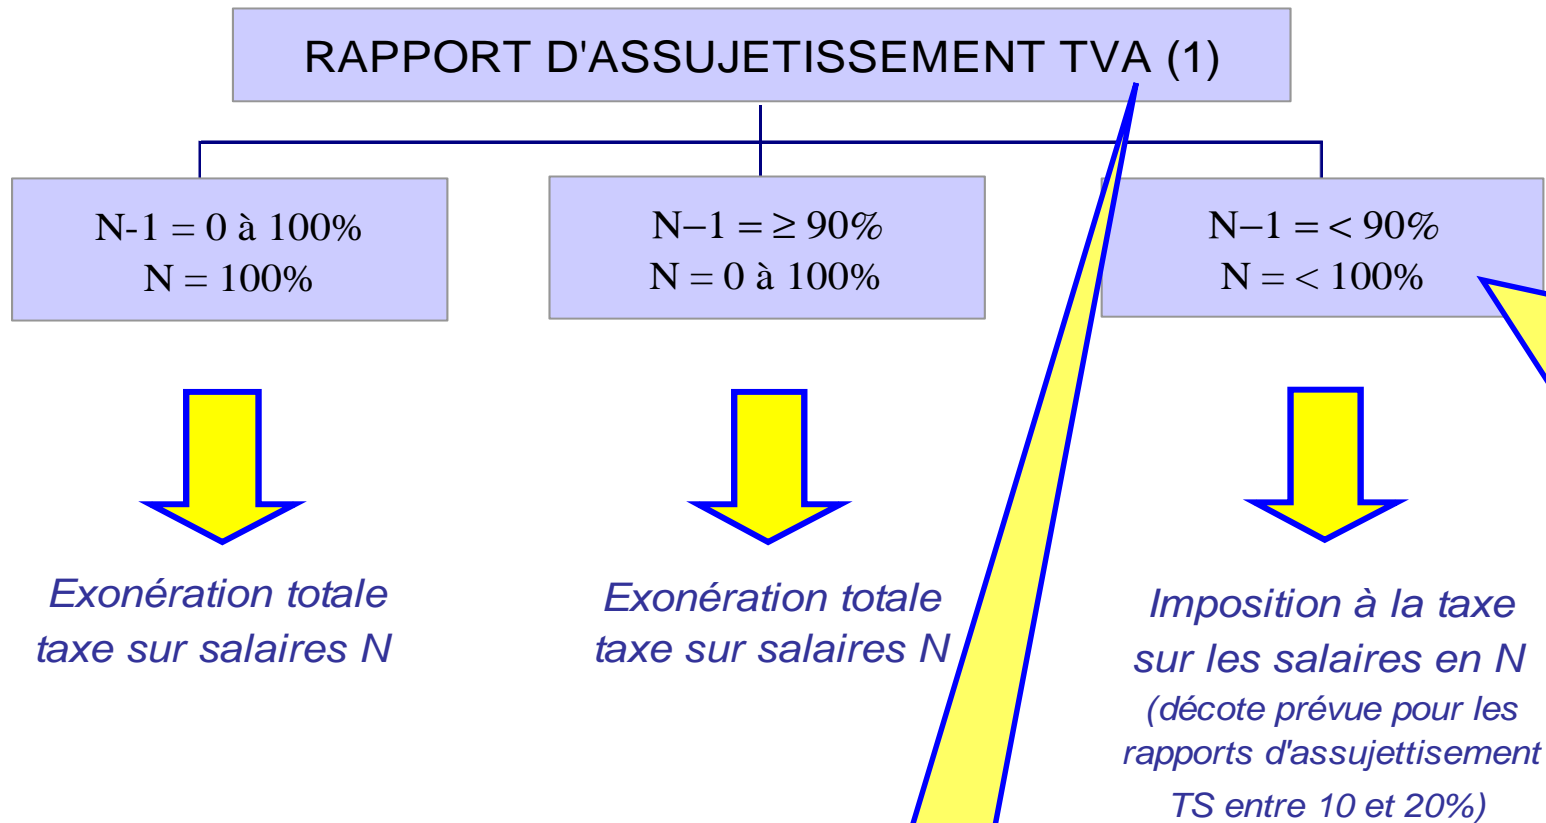 RAPPORT D'ASSUJETISSEMENT TVA (1)
N-1 = 0 à 100%
N = 100%
N−1 = ≥ 90%
N = 0 à 100%
N−1 = < 90%
N = < 100%
Exonération totale
taxe sur salaires N
Exonération totale
taxe sur salaires N
Imposition à la taxe
sur les salaires en N
(décote prévue pour les
rapports d'assujettisement
TS entre 10 et 20%)